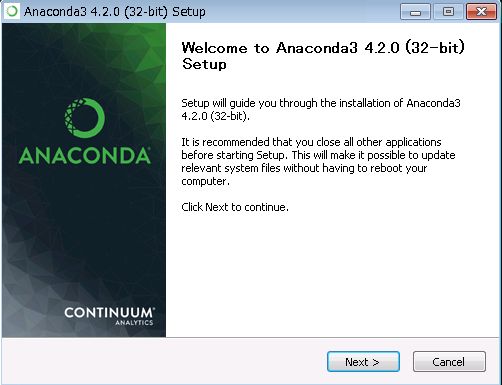 Anaconda3 4.2.0 (32-bit) Setup
Welcome to Anaconda3 4.2.0 (32-bit)
Setup
Setup will guide you through the installation of Anaconda3
4.2.0 (32-bit).
It is recommended that you close all other applications
before starting Setup. This will make it possible to update
relevant system files without having to reboot your
computer.
Click Next to continue.
ANACONDA®
CONTINUUM®
ANALYTICS
Next >
Cancel